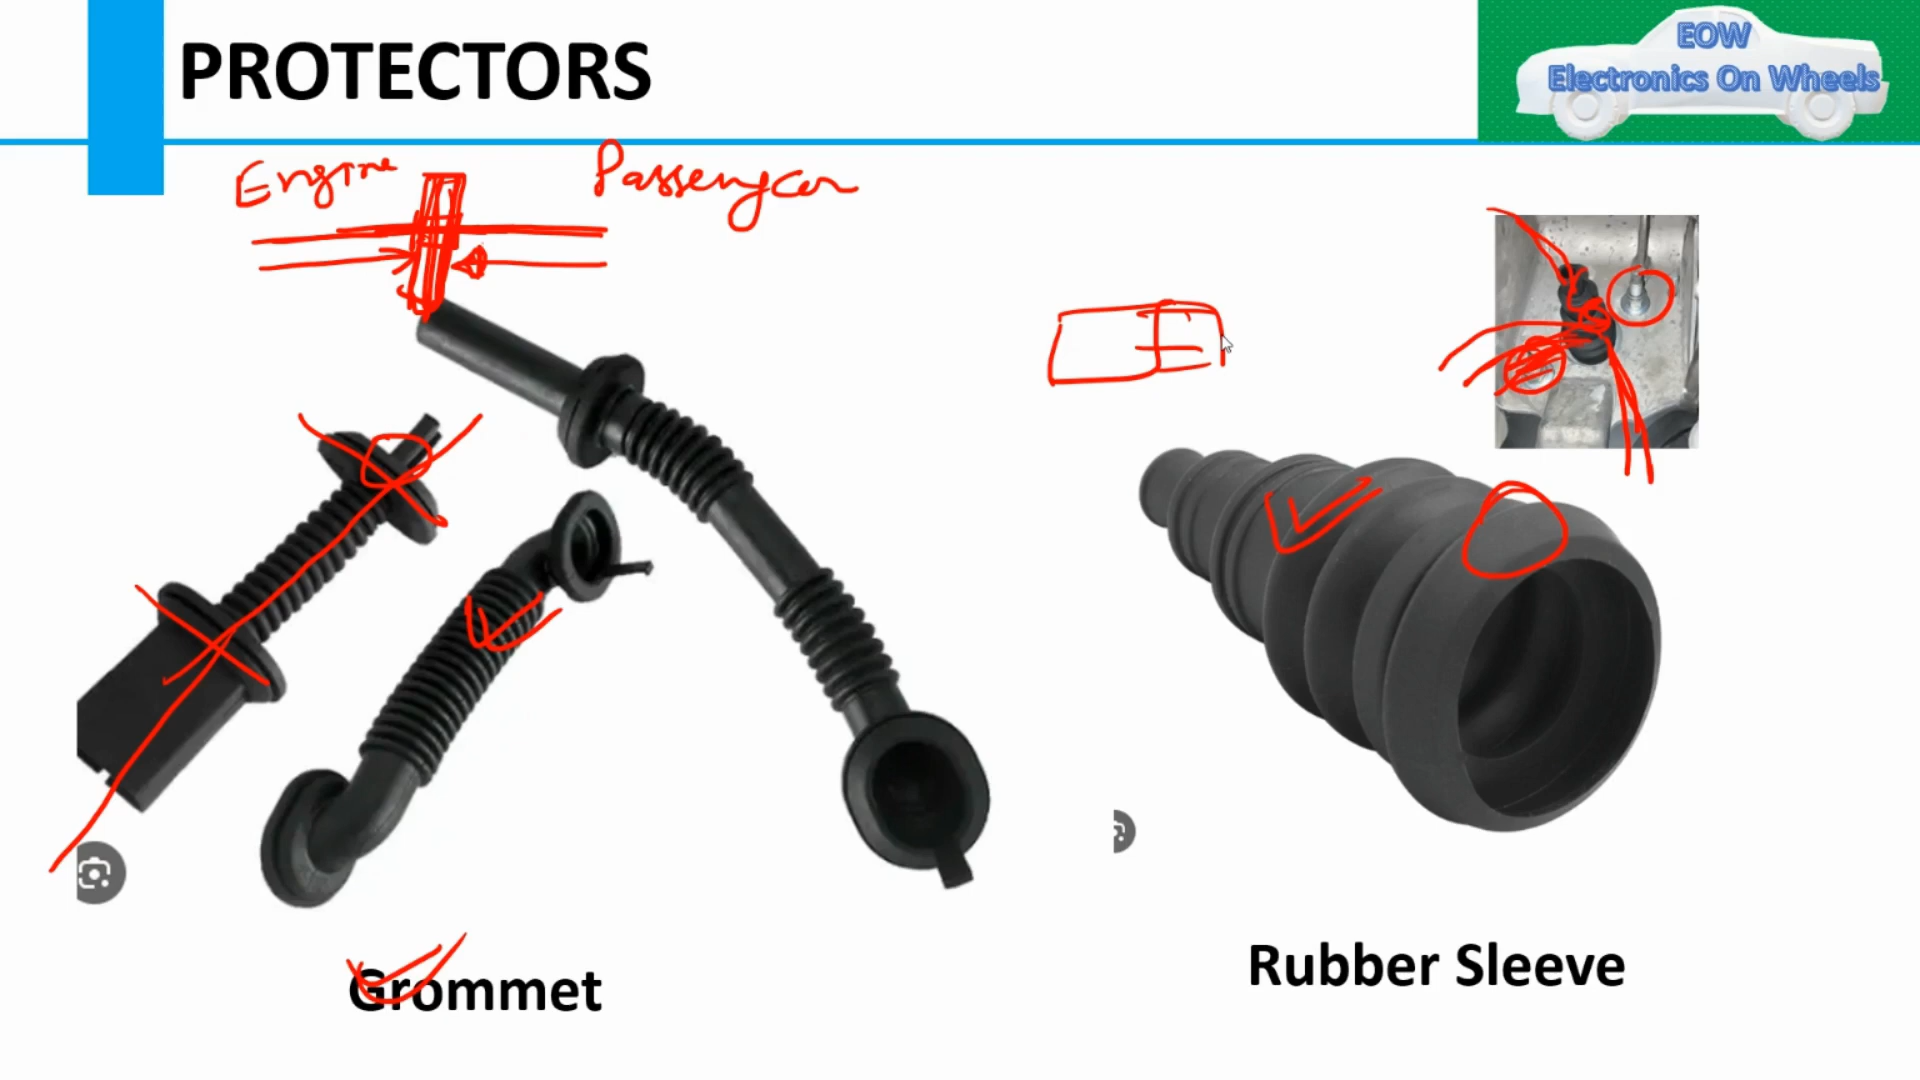 PROTECTORS
EOW
Electronics On Wheels
Engine
Passenger
Grommet
Rubber Sleeve